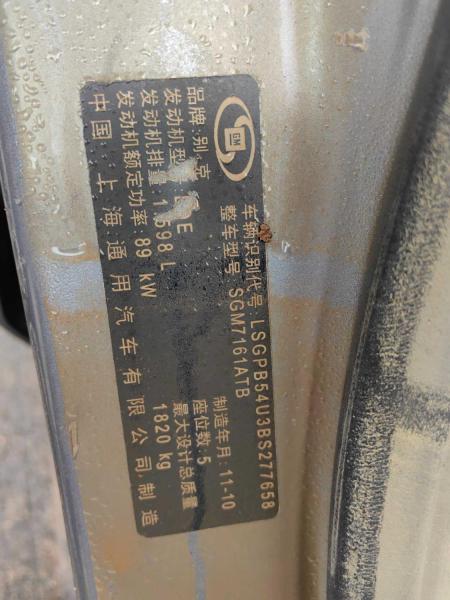 GM
车辆识别代号: LSGPB54U3BS277658
整车型号: SGM7161ATB
品牌: 别克
制造年月: 11-10
发动机型
E
座位数: 5
发动机排量: 1.598 L
最大设计总质量
发动机额定功率: 89 kW
1820 kg
中国 上海通用汽车有限公司 制造